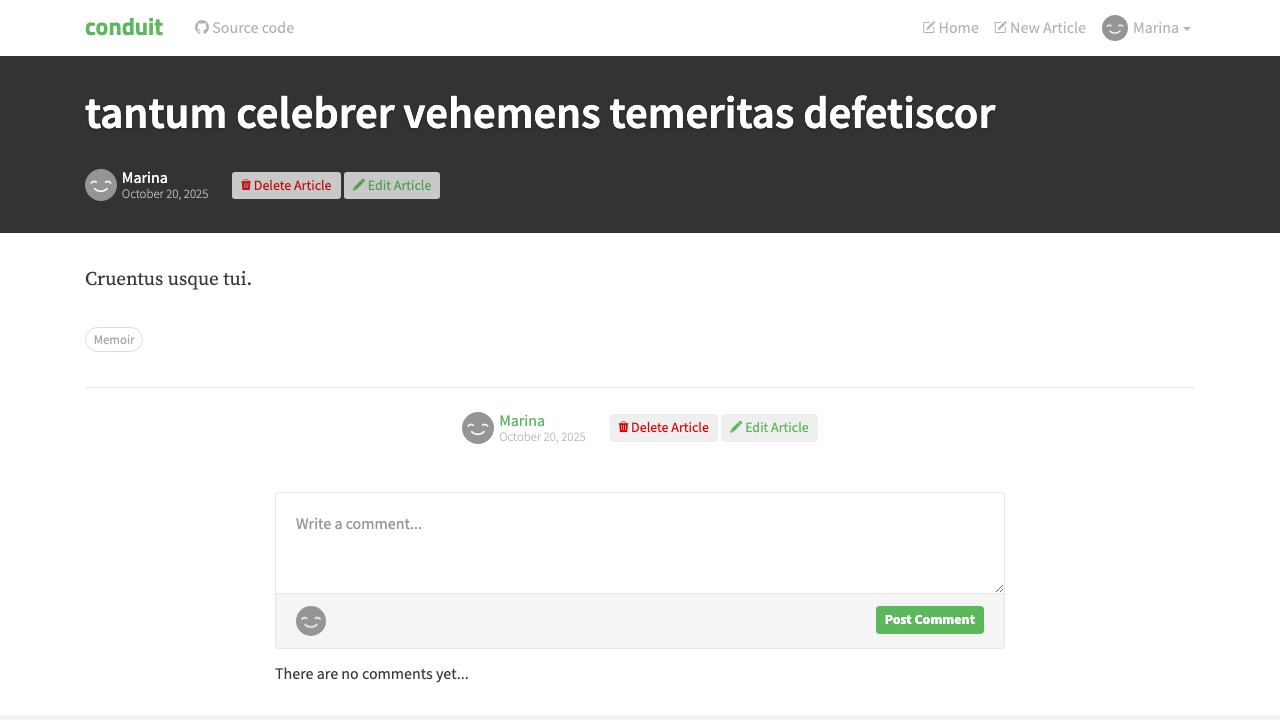 conduit
Source code
Home
New Article
Marina
tantum celebrer vehemens temeritas defetiscor
Marina
October 20, 2025
Delete Article
Edit Article
Cruentus usque tui.
Memoir
Marina
October 20, 2025
Delete Article
Edit Article
Write a comment...
Post Comment
There are no comments yet...